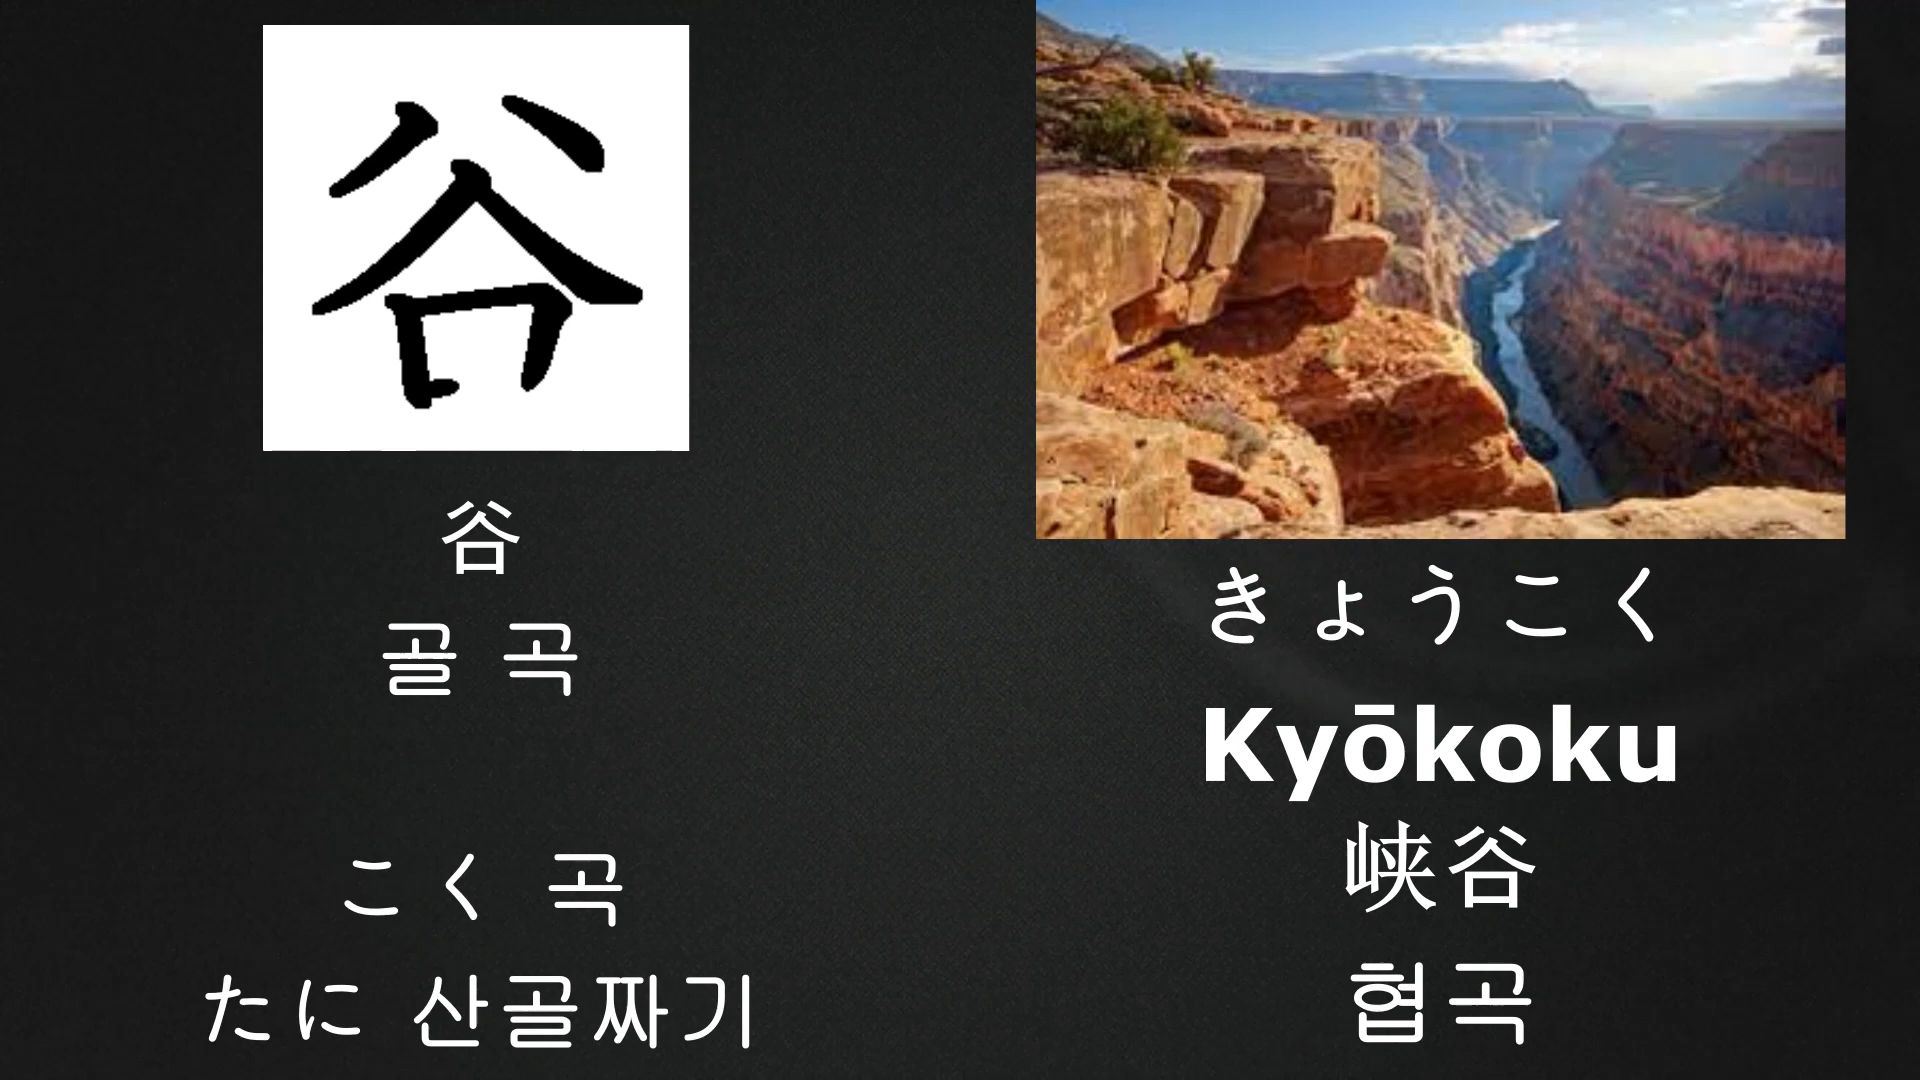 谷
谷
골 곡
こく 곡
たに 산골짜기
きょうこく
Kyōkoku
峡谷
협곡